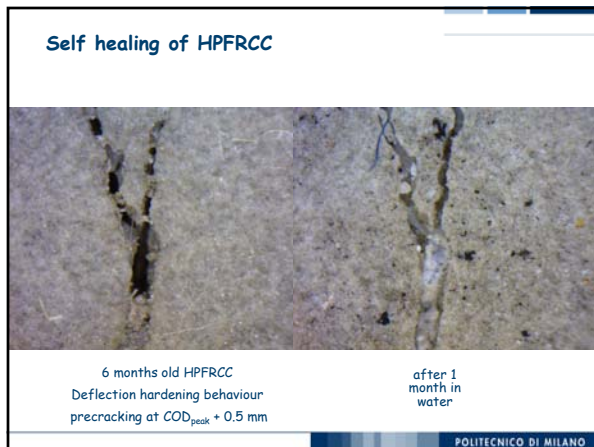 Self healing of HPFRCC
6 months old HPFRCC
Deflection hardening behaviour
precracking at CODpeak + 0.5 mm
after 1
month in
water
POLITECNICO DI MILANO